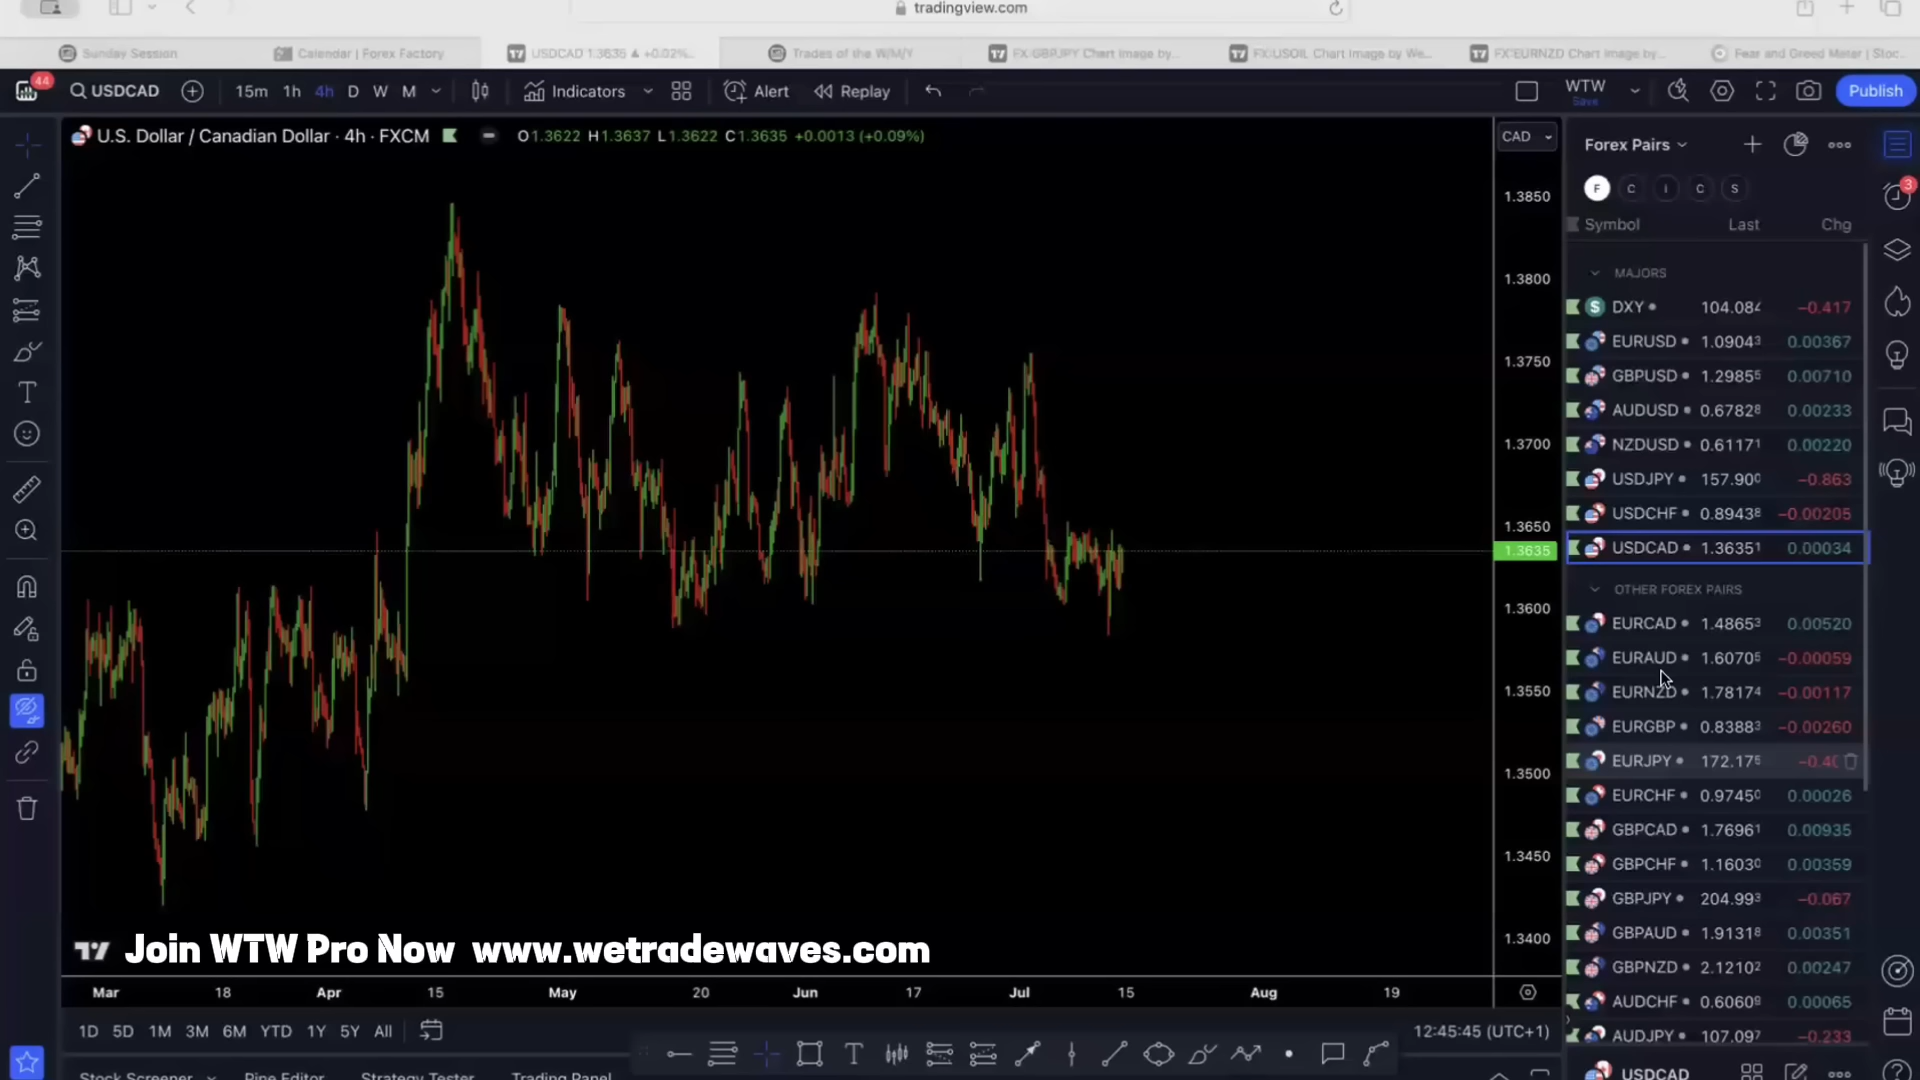 tradingview.com
Sunday Session
Calendar | Forex Factory
USDCAD 1.3635 ▲ +0.02%...
Trades of the W/M/Y
FX:GBPJPY Chart Image by...
FX:USOIL Chart Image by We...
FX:EURNZD Chart Image by...
Fear and Greed Meter | Stoc...
44
USDCAD
15m 1h 4h D W M
Indicators
Alert
Replay
WTW
Save
Publish
U.S. Dollar / Canadian Dollar · 4h · FXCM
O1.3622 H1.3637 L1.3622 C1.3635 +0.0013 (+0.09%)
CAD
1.3850
1.3800
1.3750
1.3700
1.3650
1.3635
1.3600
1.3550
1.3500
1.3450
1.3400
Forex Pairs
F C I C S
3
Symbol Last Chg
MAJORS
DXY 104.084 −0.417
EURUSD 1.09043 0.00367
GBPUSD 1.29855 0.00710
AUDUSD 0.67828 0.00233
NZDUSD 0.61171 0.00220
USDJPY 157.900 −0.863
USDCHF 0.89438 −0.00205
USDCAD 1.36351 0.00034
OTHER FOREX PAIRS
EURCAD 1.48653 0.00520
EURAUD 1.60705 −0.00059
EURNZD 1.78174 −0.00117
EURGBP 0.83883 −0.00260
EURJPY 172.175
EURCHF 0.97450 0.00026
GBPCAD 1.76961 0.00935
GBPCHF 1.16030 0.00359
GBPJPY 204.993 −0.067
GBPAUD 1.91318 0.00351
GBPNZD 2.12102 0.00247
AUDCHF 0.60609 0.00065
AUDJPY 107.097 −0.233
USDCAD
Join WTW Pro Now www.wetradewaves.com
Mar 18 Apr 15 May 20 Jun 17 Jul 15 Aug 19
1D 5D 1M 3M 6M YTD 1Y 5Y All
12:45:45 (UTC+1)
Stock Screener Pine Editor Strategy Tester Trading Panel